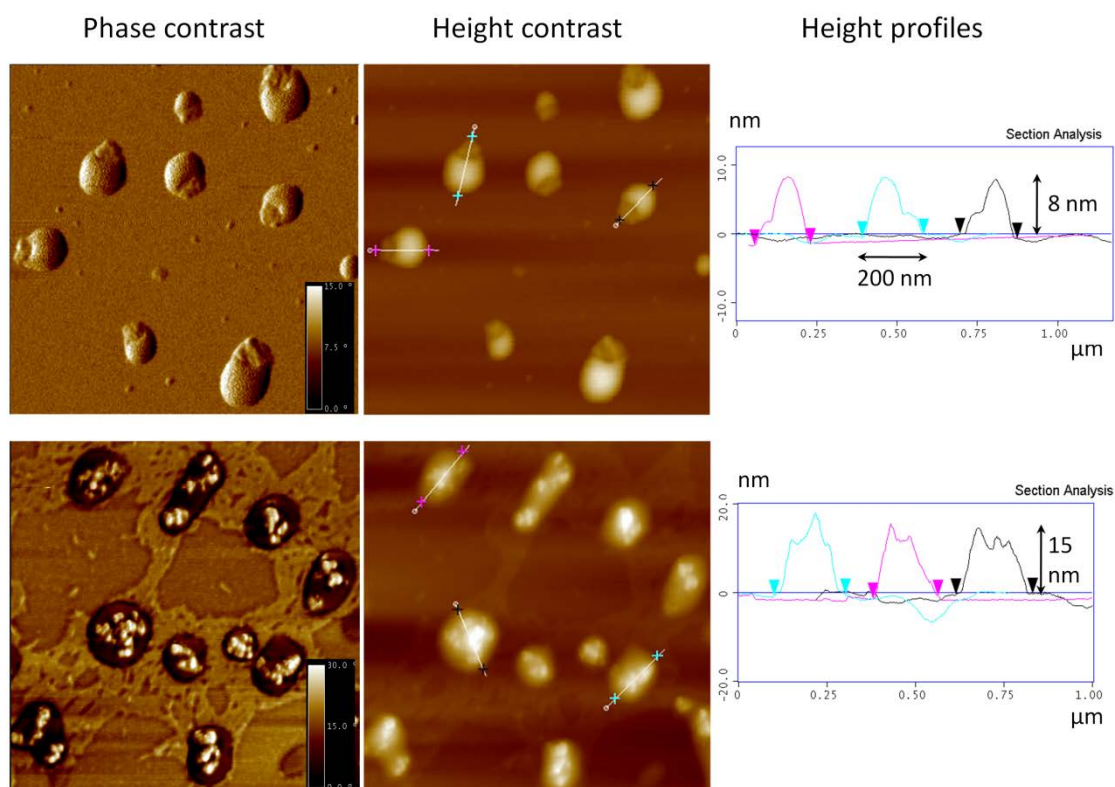 Phase contrast
Height contrast
Height profiles
15.0 °
7.5 °
0.0 °
nm
Section Analysis
10.0
0
-10.0
8 nm
200 nm
0
0.25
0.50
0.75
1.00
µm
30.0 °
15.0 °
nm
Section Analysis
20.0
0
-20.0
15
nm
0
0.25
0.50
0.75
1.00
µm